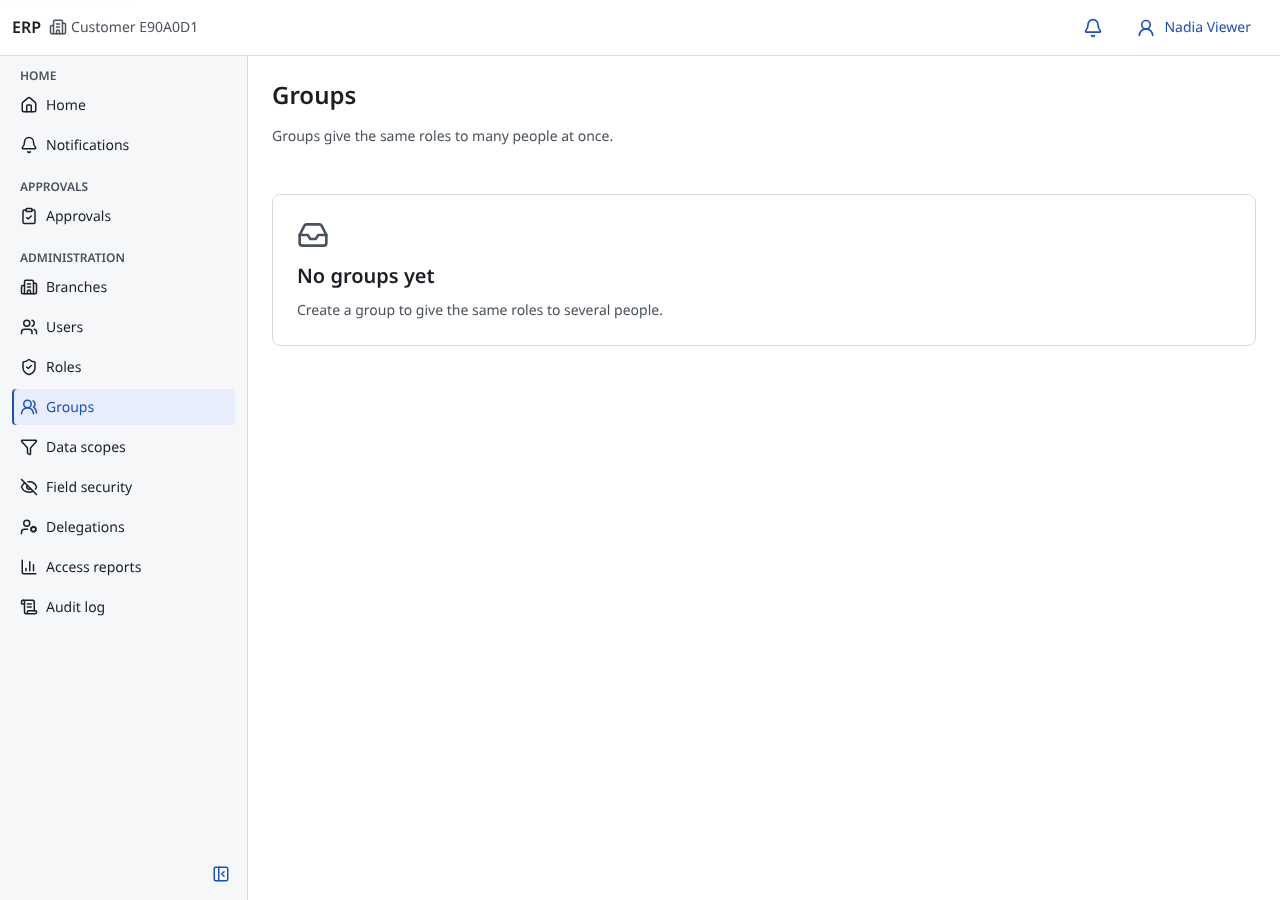 ERP Customer E90A0D1
Nadia Viewer
HOME
Home
Notifications
APPROVALS
Approvals
ADMINISTRATION
Branches
Users
Roles
Groups
Data scopes
Field security
Delegations
Access reports
Audit log
Groups
Groups give the same roles to many people at once.
No groups yet
Create a group to give the same roles to several people.